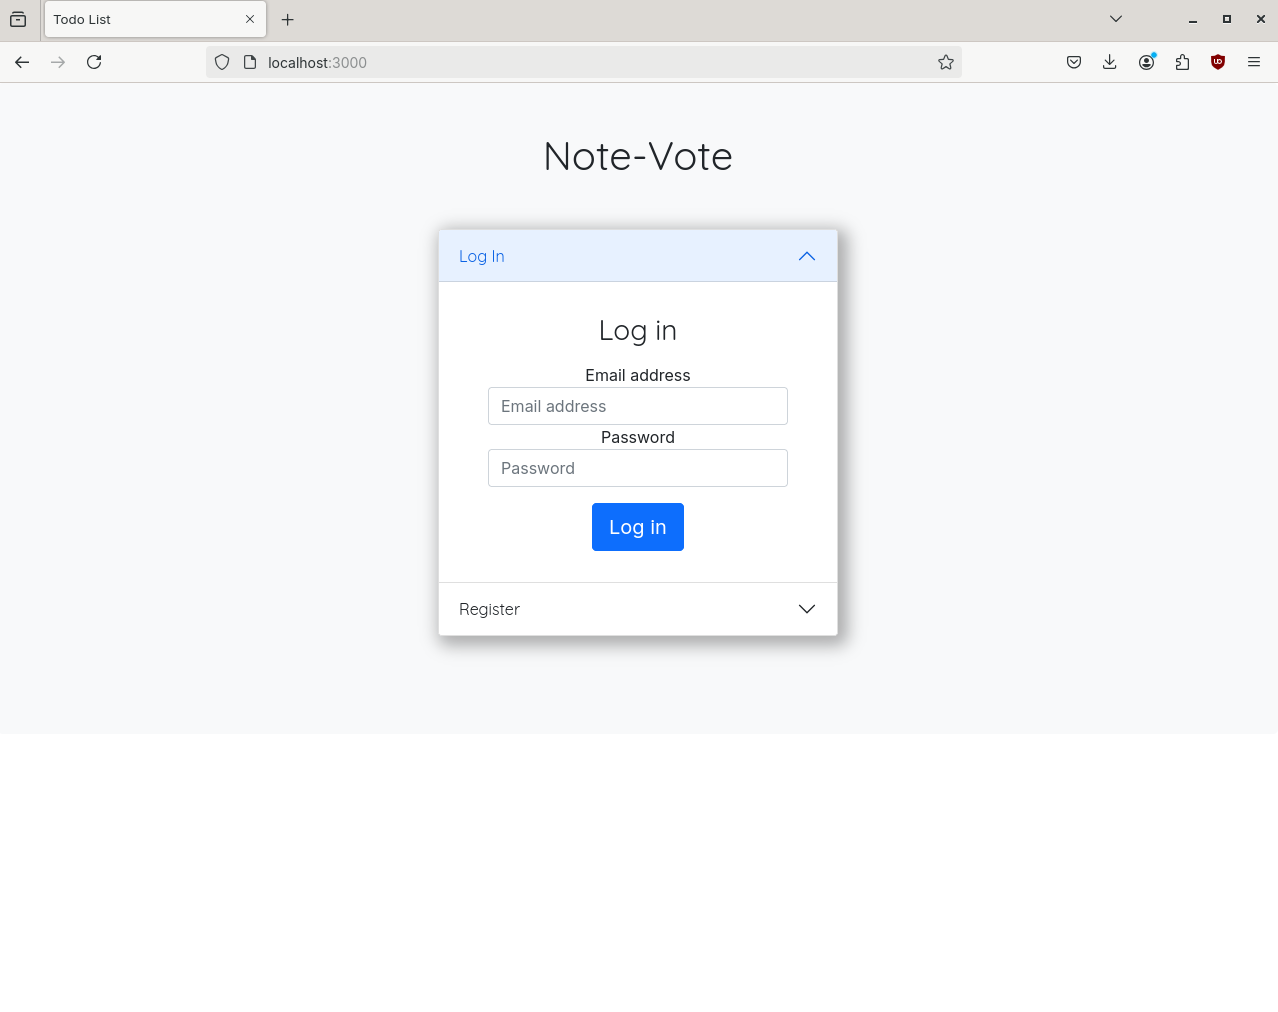 Todo List
localhost:3000
Note-Vote
Log In
Log in
Email address
Email address
Password
Password
Log in
Register